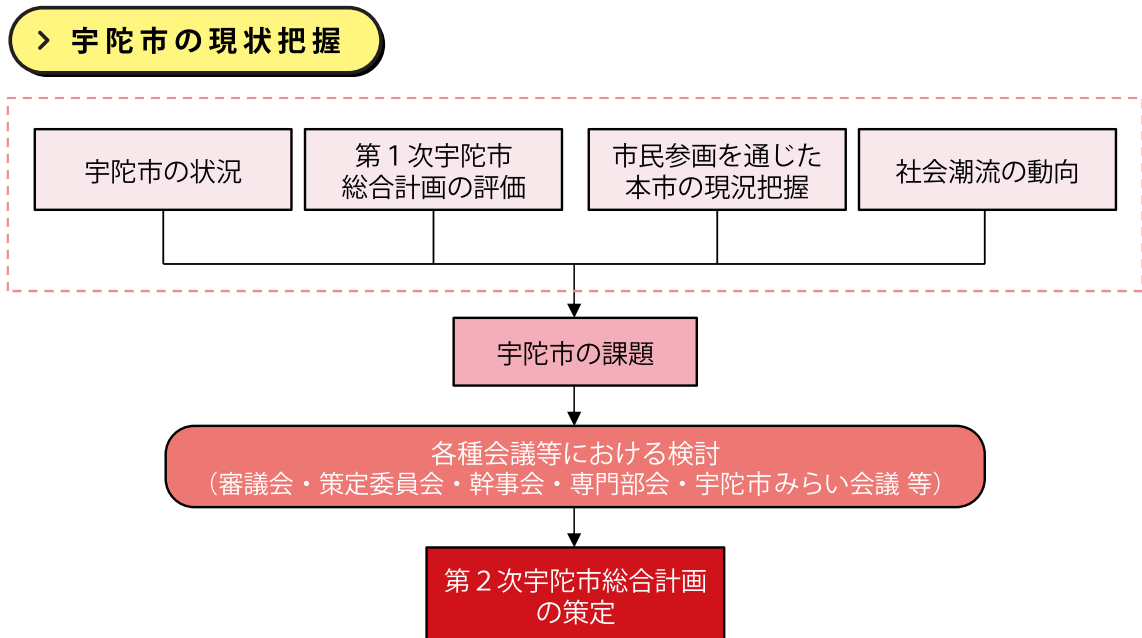 宇陀市の現状把握
宇陀市の状況
第1次宇陀市
総合計画の評価
市民参画を通じた
本市の現況把握
社会潮流の動向
宇陀市の課題
各種会議等における検討
（審議会・策定委員会・幹事会・専門部会・宇陀市みらい会議 等）
第2次宇陀市総合計画
の策定